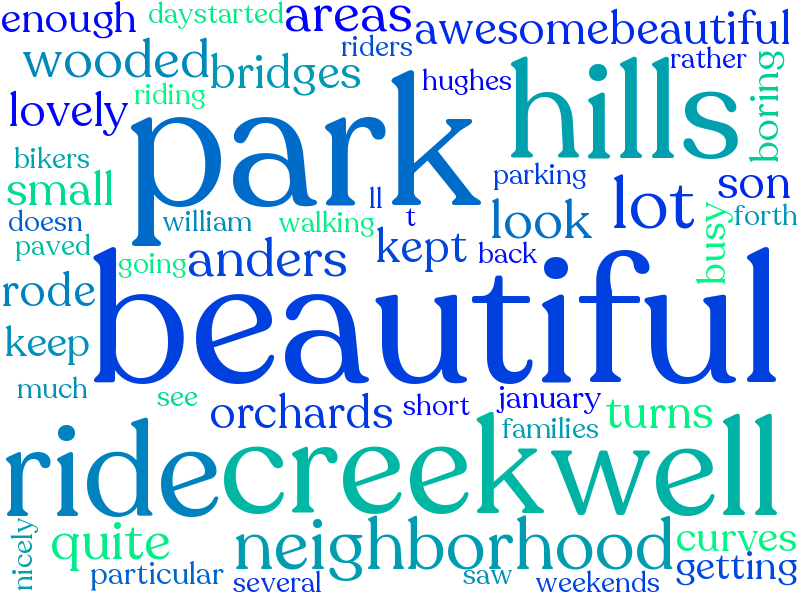 enough daystarted areas awesomebeautiful
wooded bridges riders hughes rather
lovely riding park hills boring
bikers small parking son
doesn william walking ll t look lot busy forth
paved going anders kept back
rode beautiful
keep
much see orchards short january turns
families
ride creek well
nicely quite neighborhood curves
particular several saw weekends getting